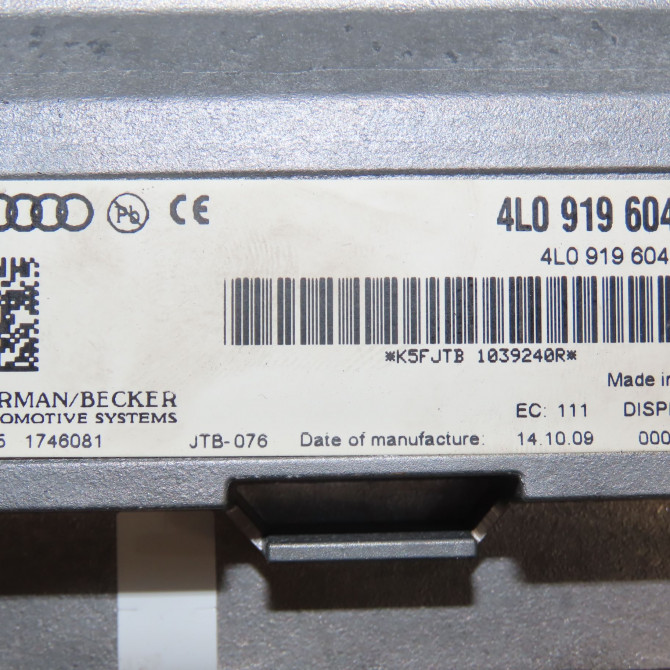 Pb CE 4L0 919 604
4L0 919 604
*K5FJTB 1039240R*
Made in
RMAN/BECKER
OMOTIVE SYSTEMS
EC: 111 DISP
1746081 JTB-076 Date of manufacture: 14.10.09 000